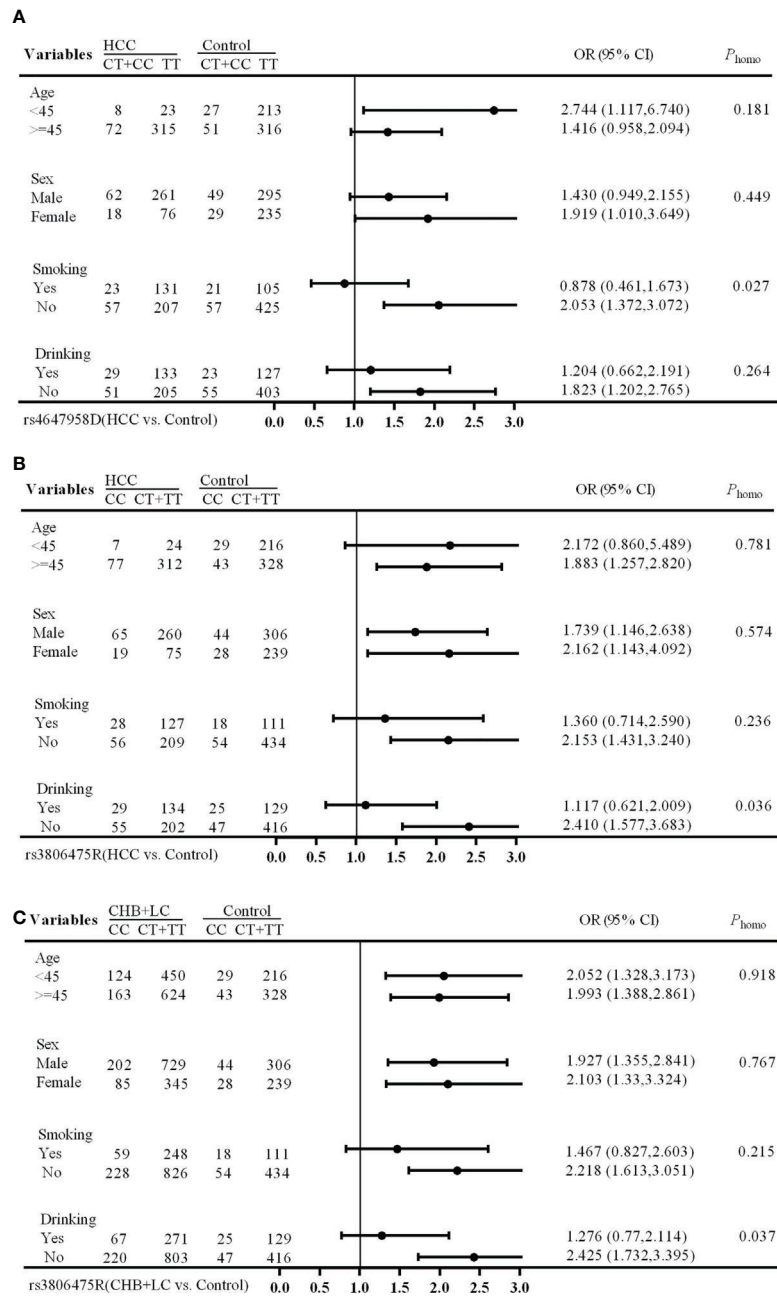 A
Variables HCC Control OR (95% CI) Phomo
CT+CC TT CT+CC TT
Age
<45 8 23 27 213 2.744 (1.117,6.740) 0.181
>=45 72 315 51 316 1.416 (0.958,2.094)
Sex
Male 62 261 49 295 1.430 (0.949,2.155) 0.449
Female 18 76 29 235 1.919 (1.010,3.649)
Smoking
Yes 23 131 21 105 0.878 (0.461,1.673) 0.027
No 57 207 57 425 2.053 (1.372,3.072)
Drinking
Yes 29 133 23 127 1.204 (0.662,2.191) 0.264
No 51 205 55 403 1.823 (1.202,2.765)
rs4647958D(HCC vs. Control) 0.0 0.5 1.0 1.5 2.0 2.5 3.0
B
Variables HCC Control OR (95% CI) Phomo
CC CT+TT CC CT+TT
Age
<45 7 24 29 216 2.172 (0.860,5.489) 0.781
>=45 77 312 43 328 1.883 (1.257,2.820)
Sex
Male 65 260 44 306 1.739 (1.146,2.638) 0.574
Female 19 75 28 239 2.162 (1.143,4.092)
Smoking
Yes 28 127 18 111 1.360 (0.714,2.590) 0.236
No 56 209 54 434 2.153 (1.431,3.240)
Drinking
Yes 29 134 25 129 1.117 (0.621,2.009) 0.036
No 55 202 47 416 2.410 (1.577,3.683)
rs3806475R(HCC vs. Control) 0.0 0.5 1.0 1.5 2.0 2.5 3.0
C
Variables CHB+LC Control OR (95% CI) Phomo
CC CT+TT CC CT+TT
Age
<45 124 450 29 216 2.052 (1.328,3.173) 0.918
>=45 163 624 43 328 1.993 (1.388,2.861)
Sex
Male 202 729 44 306 1.927 (1.355,2.841) 0.767
Female 85 345 28 239 2.103 (1.33,3.324)
Smoking
Yes 59 248 18 111 1.467 (0.827,2.603) 0.215
No 228 826 54 434 2.218 (1.613,3.051)
Drinking
Yes 67 271 25 129 1.276 (0.77,2.114) 0.037
No 220 803 47 416 2.425 (1.732,3.395)
rs3806475R(CHB+LC vs. Control) 0.0 0.5 1.0 1.5 2.0 2.5 3.0